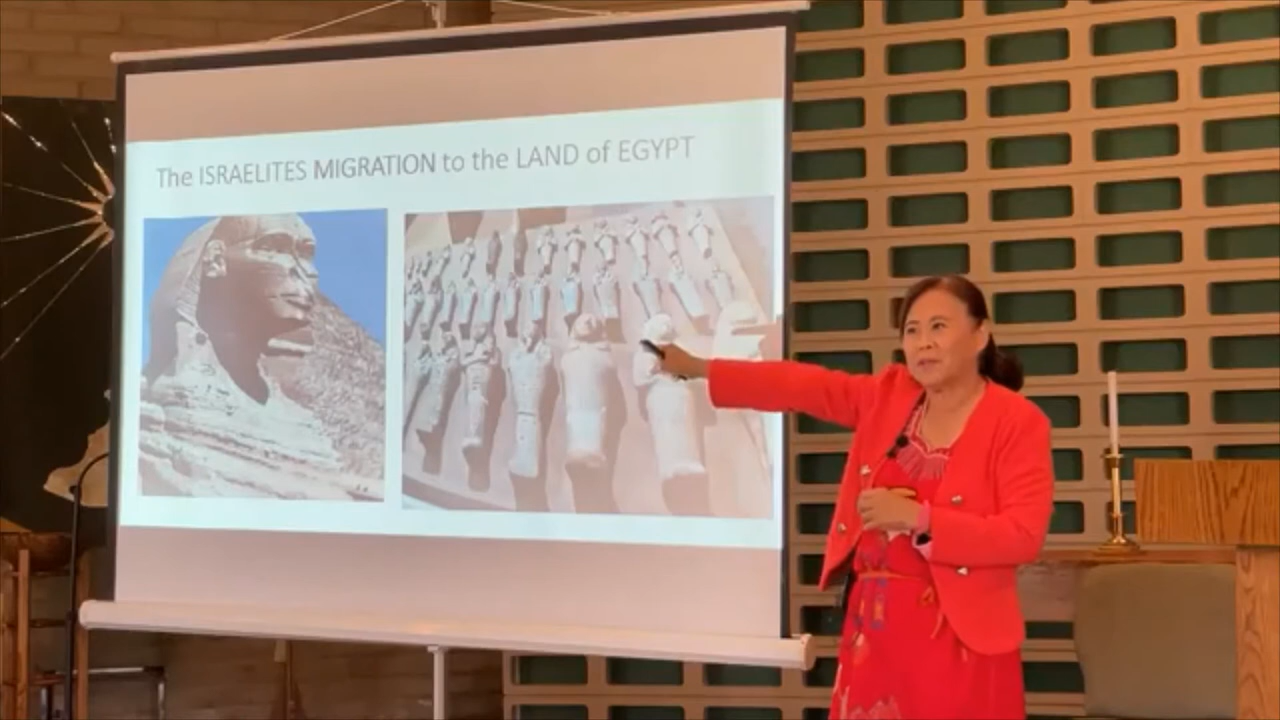 The ISRAELITES MIGRATION to the LAND of EGYPT